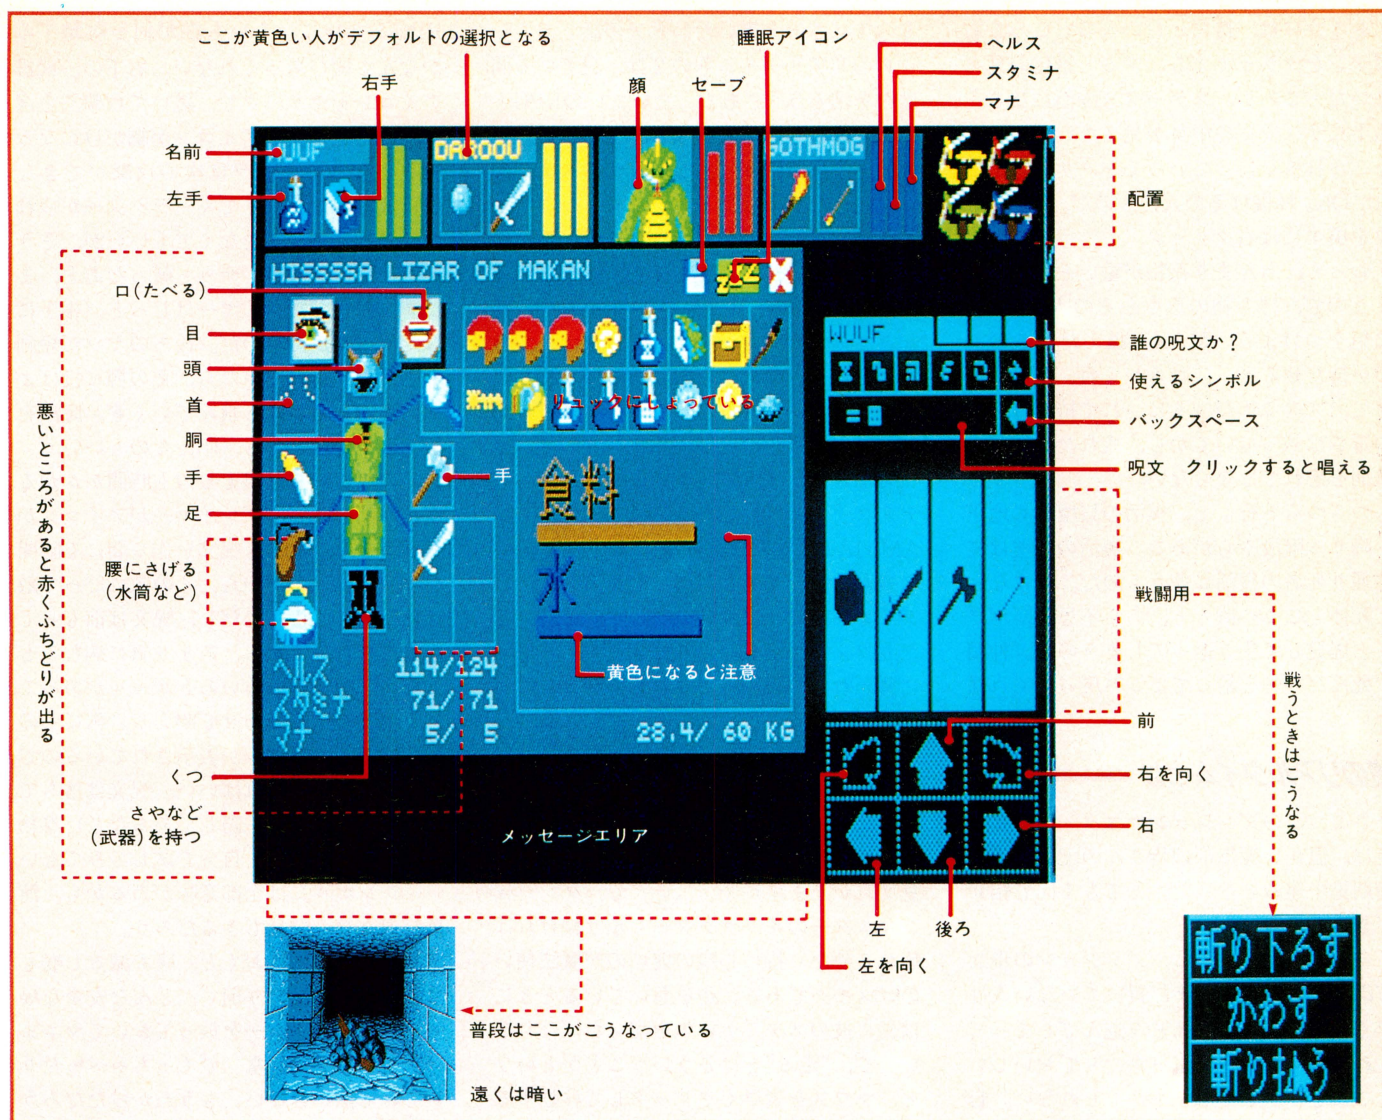 ここが黄色い人がデフォルトの選択となる
睡眠アイコン
ヘルス
スタミナ
マナ
右手
顔
セーブ
名前
左手
配置
WUUF
DAROOU
GOTHMOG
HISSSSA LIZAR OF MAKAN
口(たべる)
目
頭
首
胴
手
足
腰にさげる
(水筒など)
悪いところがあると赤くふちどりが出る
リュックにしょっている
手
食料
水
黄色になると注意
ヘルス 114/124
スタミナ 71/ 71
マナ 5/ 5
28.4/ 60 KG
くつ
さやなど
(武器)を持つ
メッセージエリア
WUUF
誰の呪文か?
使えるシンボル
バックスペース
呪文 クリックすると唱える
戦闘用
戦うときはこうなる
前
右を向く
右
左
後ろ
左を向く
普段はここがこうなっている
遠くは暗い
斬り下ろす
かわす
斬り払う